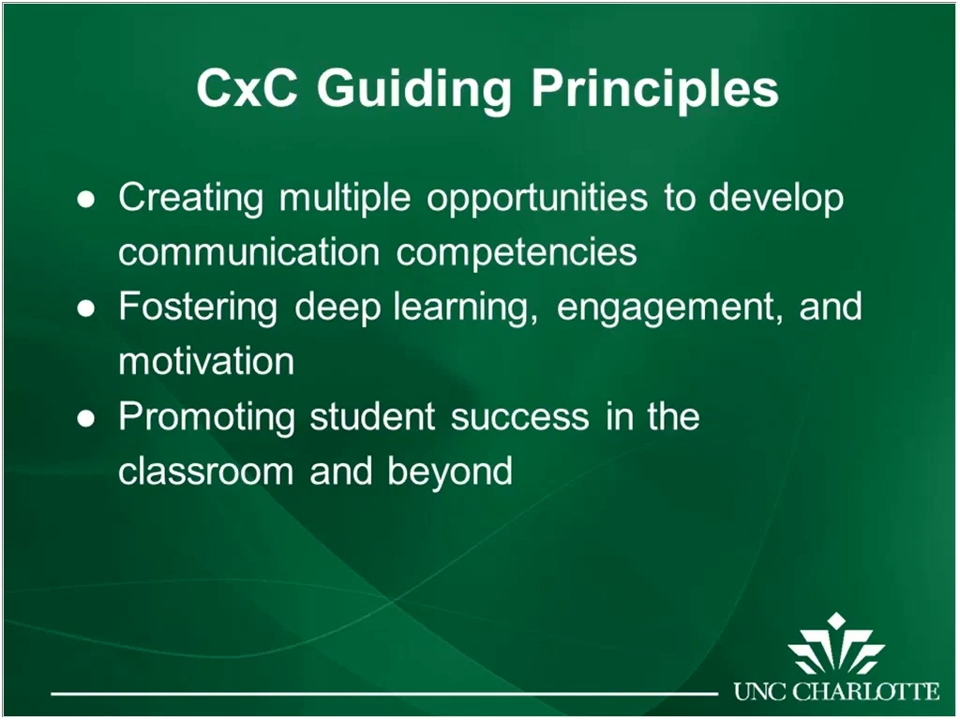 CxC Guiding Principles
● Creating multiple opportunities to develop
communication competencies
● Fostering deep learning, engagement, and
motivation
● Promoting student success in the
classroom and beyond
UNC CHARLOTTE